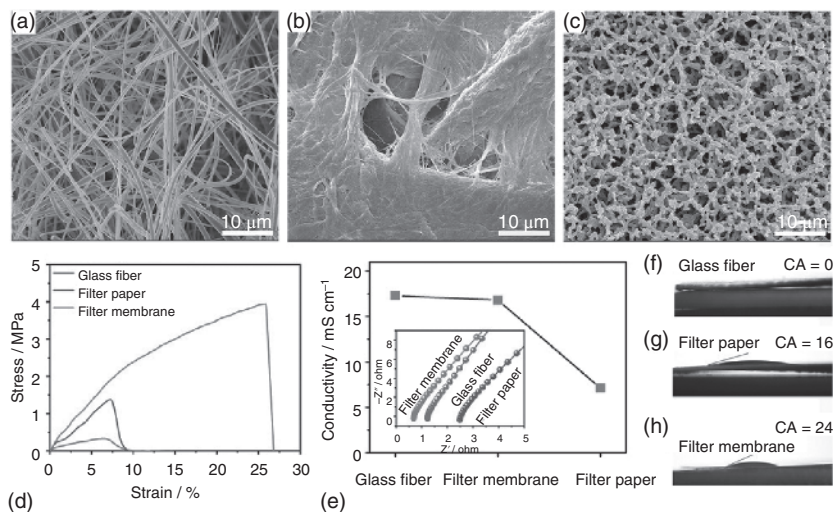 (a)
10 μm
(b)
10 μm
(c)
10 μm
(d)
Stress / MPa
5
4
3
2
1
0
Glass fiber
Filter paper
Filter membrane
0 5 10 15 20 25 30
Strain / %
(e)
Conductivity / mS cm⁻¹
20
15
10
5
0
−Z″ / ohm
8
6
4
2
0
Filter membrane
Glass fiber
Filter paper
0 1 2 3 4 5
Z′ / ohm
Glass fiber Filter membrane Filter paper
(f)
Glass fiber CA = 0
(g)
Filter paper CA = 16
(h)
CA = 24
Filter membrane